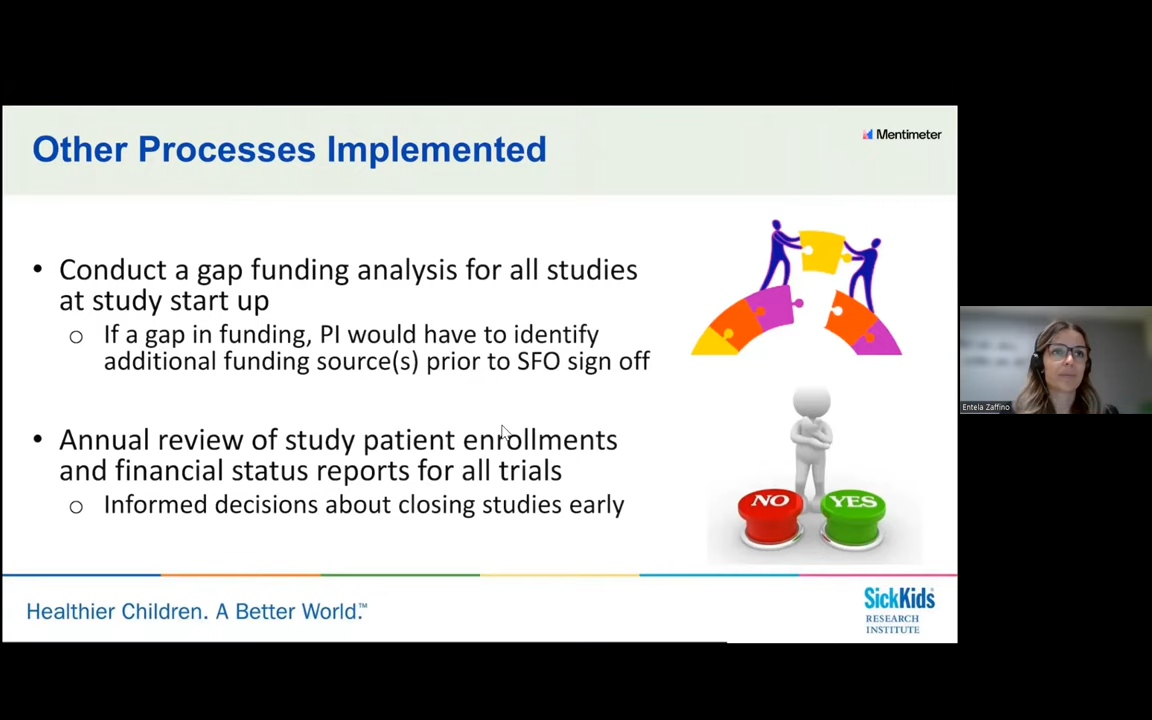 Other Processes Implemented
Mentimeter
• Conduct a gap funding analysis for all studies
at study start up
o If a gap in funding, PI would have to identify
additional funding source(s) prior to SFO sign off
• Annual review of study patient enrollments
and financial status reports for all trials
o Informed decisions about closing studies early
NO YES
Healthier Children. A Better World.™
SickKids
RESEARCH
INSTITUTE
Entela Zaffino